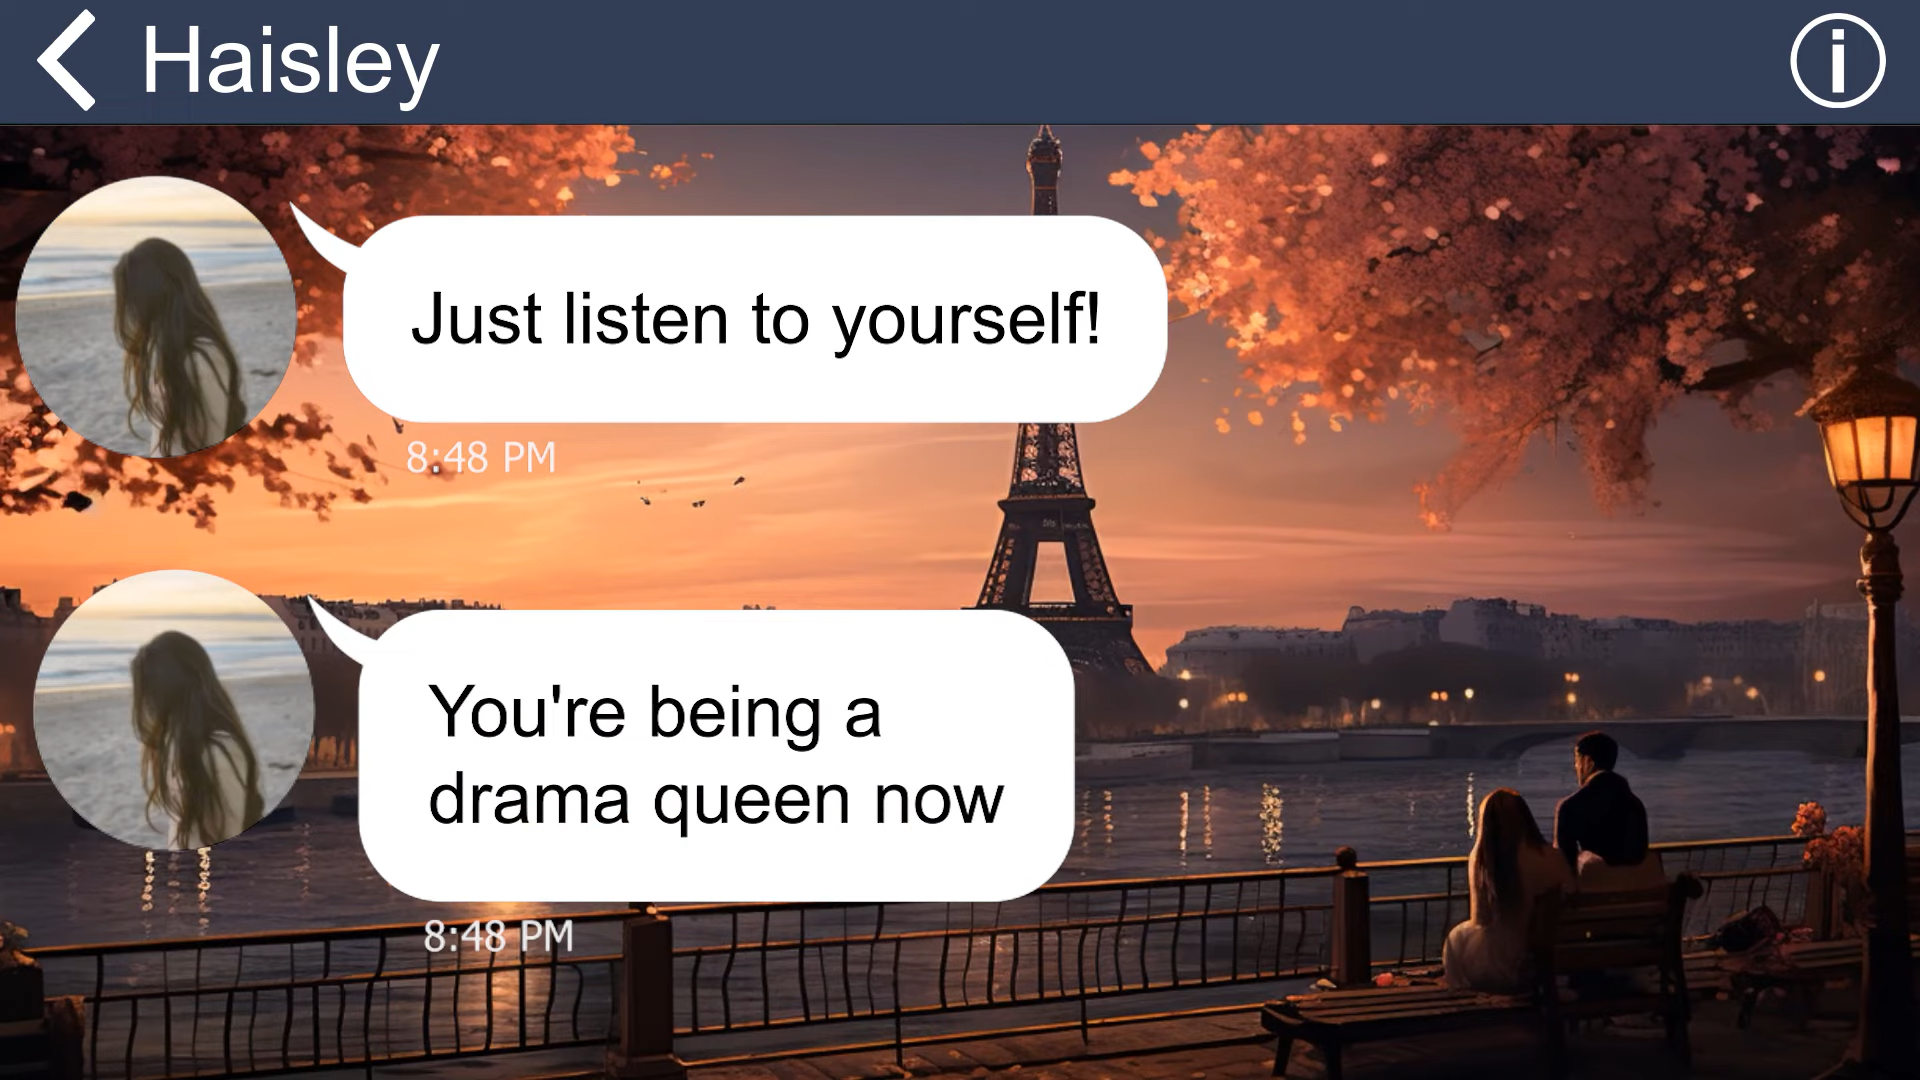 Haisley
Just listen to yourself!
8:48 PM
You're being a
drama queen now
8:48 PM